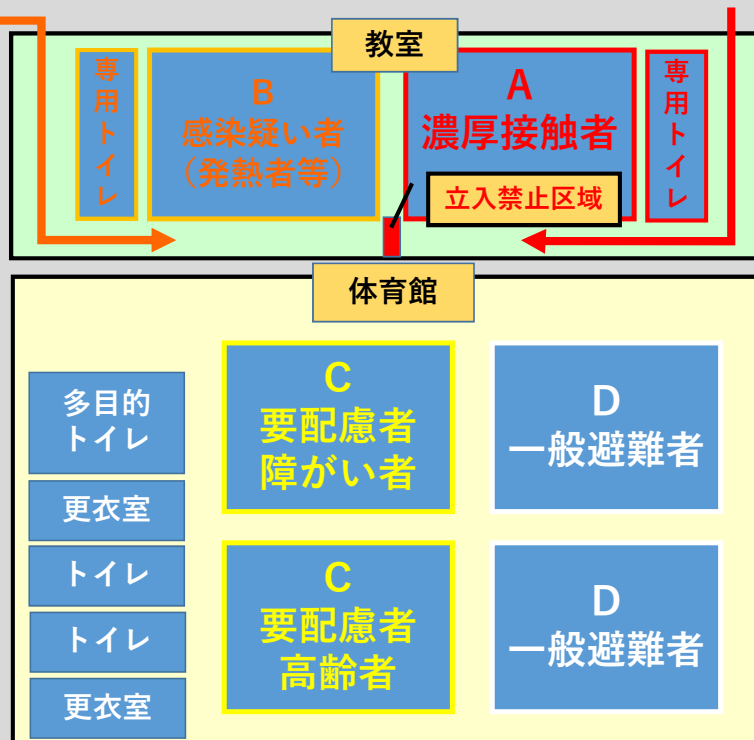 教室
専用トイレ
B
感染疑い者
（発熱者等）
A
濃厚接触者
立入禁止区域
専用トイレ
体育館
多目的
トイレ
更衣室
トイレ
トイレ
更衣室
C
要配慮者
障がい者
D
一般避難者
C
要配慮者
高齢者
D
一般避難者